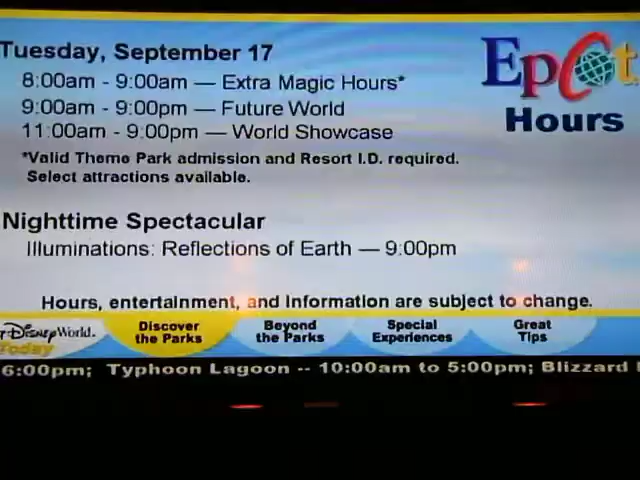 Epcot
Hours
Tuesday, September 17
8:00am - 9:00am — Extra Magic Hours*
9:00am - 9:00pm — Future World
11:00am - 9:00pm — World Showcase
*Valid Theme Park admission and Resort I.D. required.
Select attractions available.
Nighttime Spectacular
Illuminations: Reflections of Earth — 9:00pm
Hours, entertainment, and information are subject to change.
Disney World.
Today
Discover
the Parks
Beyond
the Parks
Special
Experiences
Great
Tips
6:00pm; Typhoon Lagoon -- 10:00am to 5:00pm; Blizzard